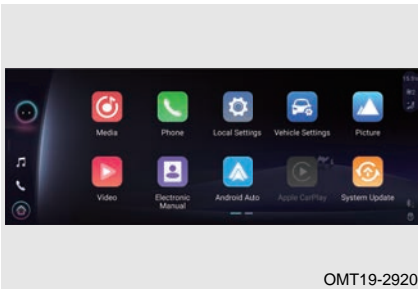 Media
Phone
Local Settings
Vehicle Settings
Picture
Video
Electronic
Manual
Android Auto
Apple CarPlay
System Update
OMT19-2920